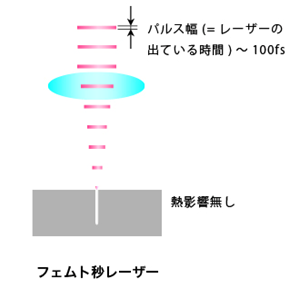 パルス幅 (= レーザーの
出ている時間 ) ～ 100fs
熱影響無し
フェムト秒レーザー